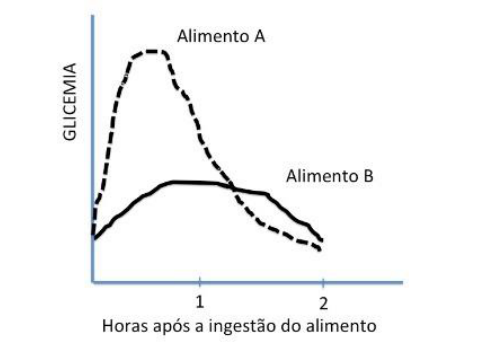 Alimento A
GLICEMIA
Alimento B
1
2
Horas após a ingestão do alimento